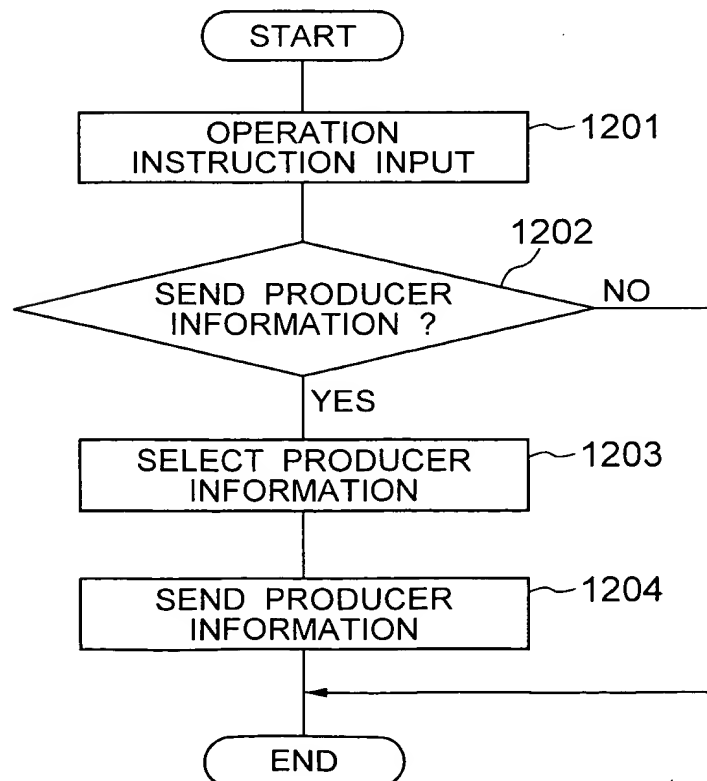 START
OPERATION
INSTRUCTION INPUT
1201
1202
SEND PRODUCER
INFORMATION ?
NO
YES
SELECT PRODUCER
INFORMATION
1203
SEND PRODUCER
INFORMATION
1204
END